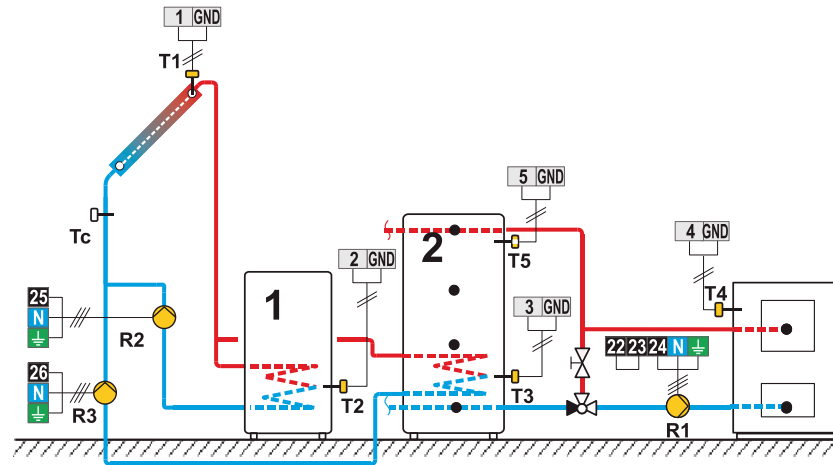 1 GND
T1
5 GND
Tc
2
T5
2 GND
4 GND
T4
1
3 GND
25
N
R2
22 23 24 N
T3
26
N
R3
T2
R1